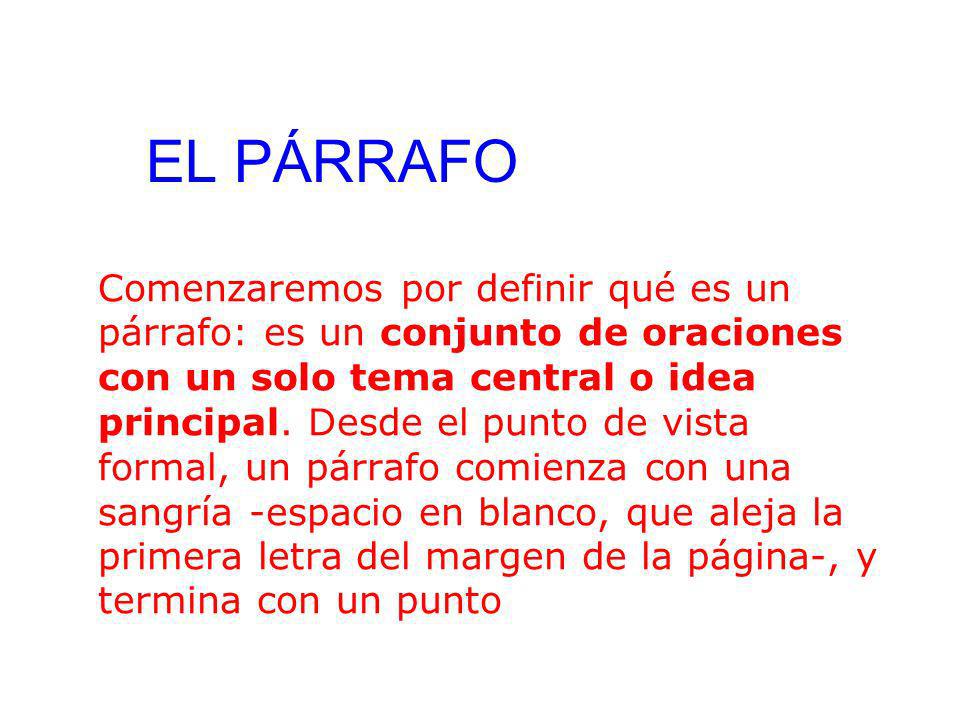 EL PÁRRAFO
Comenzaremos por definir qué es un
párrafo: es un conjunto de oraciones
con un solo tema central o idea
principal. Desde el punto de vista
formal, un párrafo comienza con una
sangría -espacio en blanco, que aleja la
primera letra del margen de la página-, y
termina con un punto